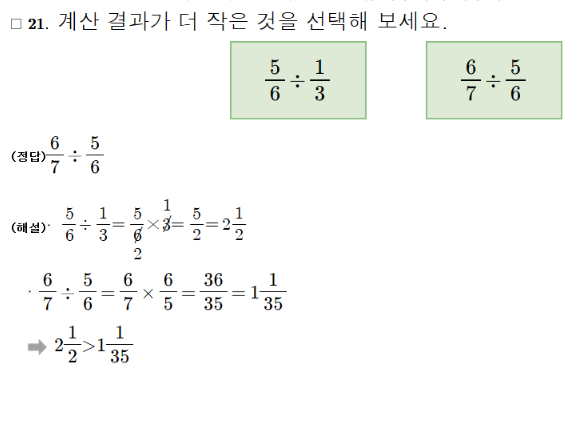 □ 21. 계산 결과가 더 작은 것을 선택해 보세요.
5/6 ÷ 1/3    6/7 ÷ 5/6
(정답) 6/7 ÷ 5/6
(해설)· 5/6 ÷ 1/3 = 5/6̸ (2) × 3̸ (1) = 5/2 = 2 1/2
· 6/7 ÷ 5/6 = 6/7 × 6/5 = 36/35 = 1 1/35
➡ 2 1/2 > 1 1/35